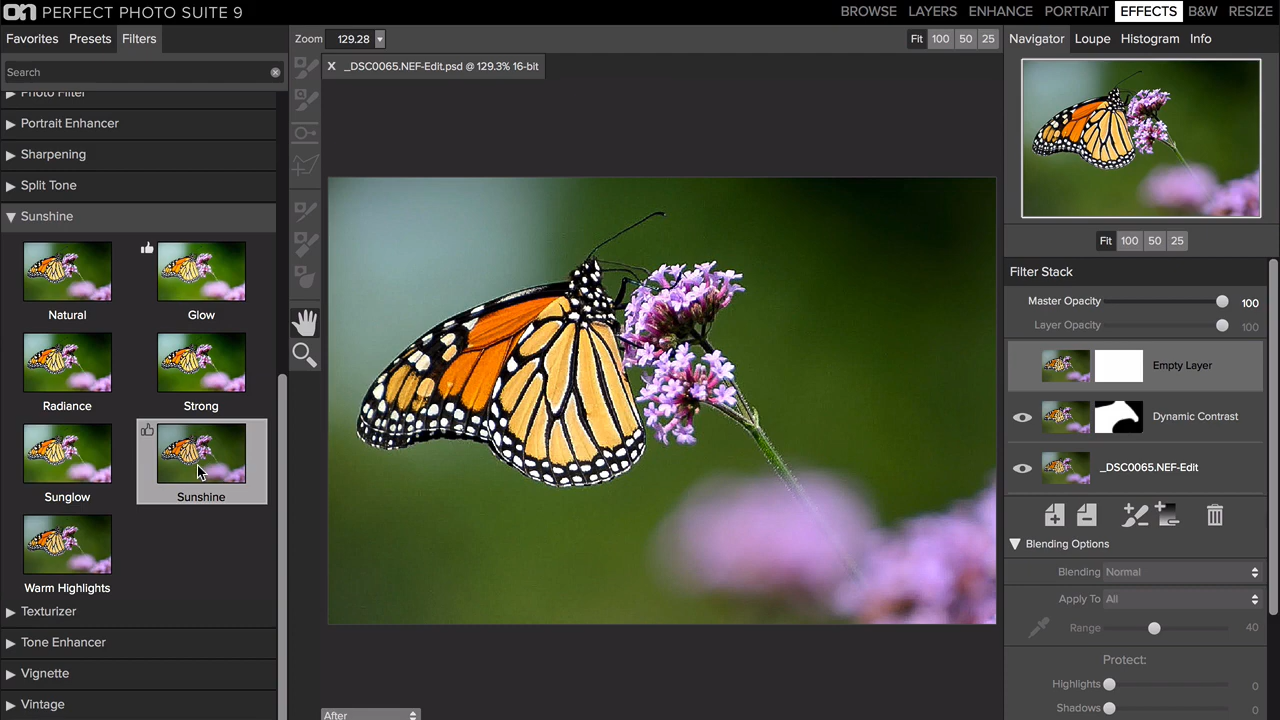 ON PERFECT PHOTO SUITE 9
BROWSE LAYERS ENHANCE PORTRAIT EFFECTS B&W RESIZE
Favorites Presets Filters
Search
Photo Filter
Portrait Enhancer
Sharpening
Split Tone
Sunshine
Natural Glow
Radiance Strong
Sunglow Sunshine
Warm Highlights
Texturizer
Tone Enhancer
Vignette
Vintage
Zoom 129.28
Fit 100 50 25
X _DSC0065.NEF-Edit.psd @ 129.3% 16-bit
After
Navigator Loupe Histogram Info
Fit 100 50 25
Filter Stack
Master Opacity 100
Layer Opacity 100
Empty Layer
Dynamic Contrast
_DSC0065.NEF-Edit
Blending Options
Blending Normal
Apply To All
Range 40
Protect:
Highlights 0
Shadows 0